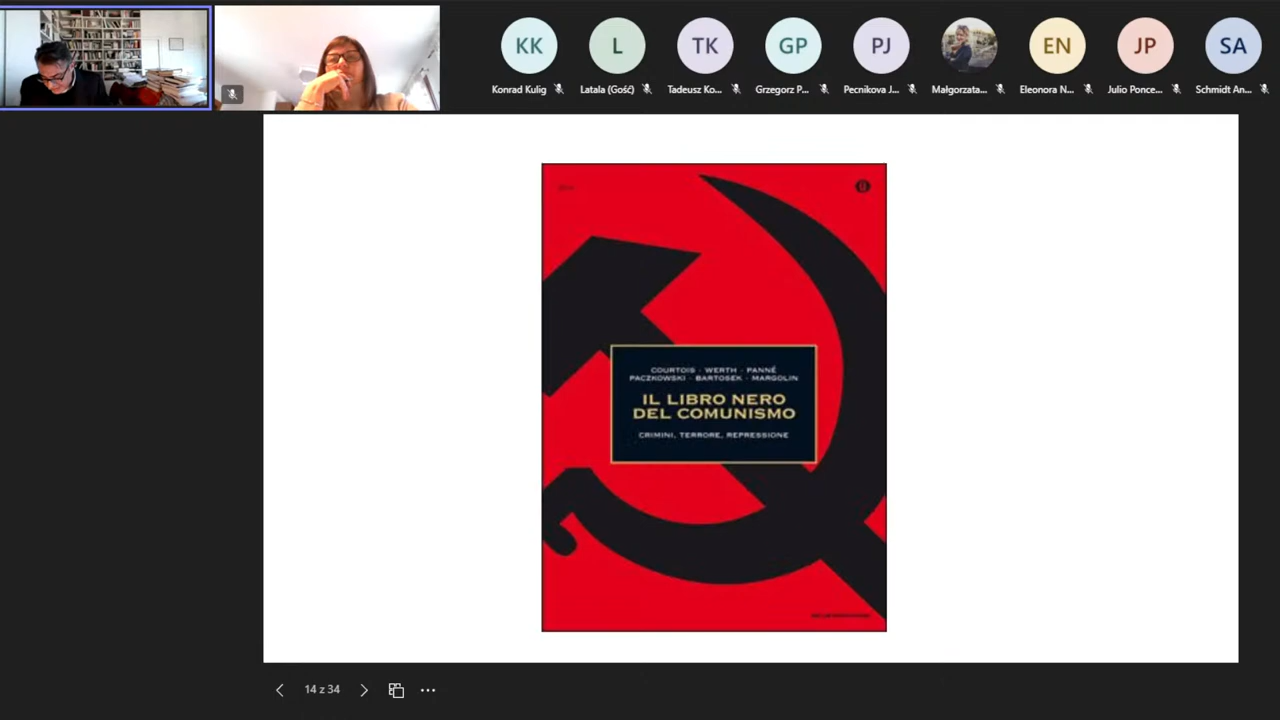 KK
L
TK
GP
PJ
EN
JP
SA
Konrad Kulig
Latala (Gość)
Tadeusz Ko...
Grzegorz P...
Pecnikova J...
Małgorzata...
Eleonora N...
Julio Ponce...
Schmidt An...
COURTOIS · WERTH · PANNÉ
PACZKOWSKI · BARTOSEK · MARGOLIN
IL LIBRO NERO
DEL COMUNISMO
CRIMINI, TERRORE, REPRESSIONE
14 z 34